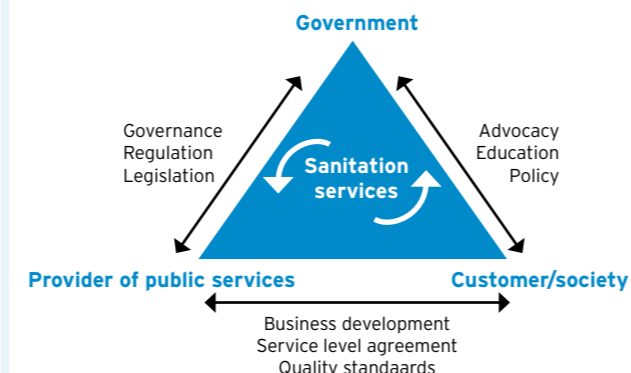 Government
Governance
Regulation
Legislation
Advocacy
Education
Policy
Sanitation
services
Provider of public services
Customer/society
Business development
Service level agreement
Quality standaards